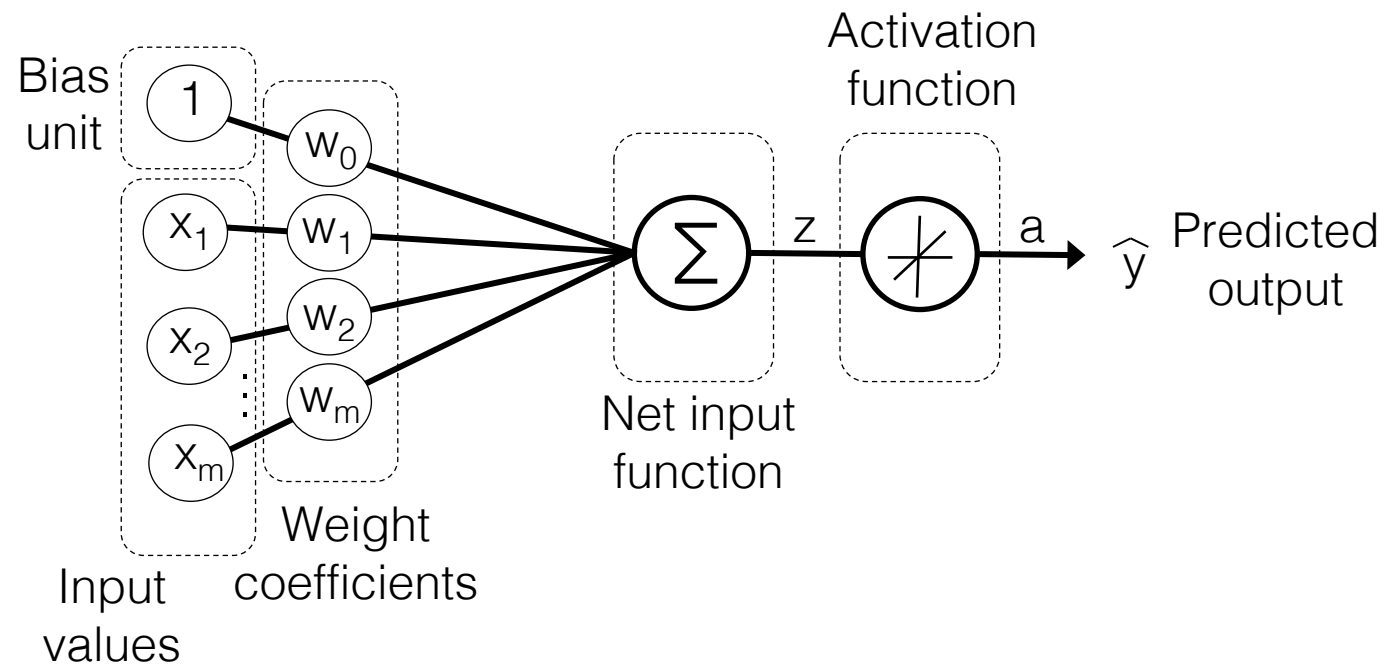 Bias
unit
1
x₁
x₂
⋮
xₘ
Input
values
w₀
w₁
w₂
wₘ
Weight
coefficients
Σ
Net input
function
z
Activation
function
a
ŷ
Predicted
output